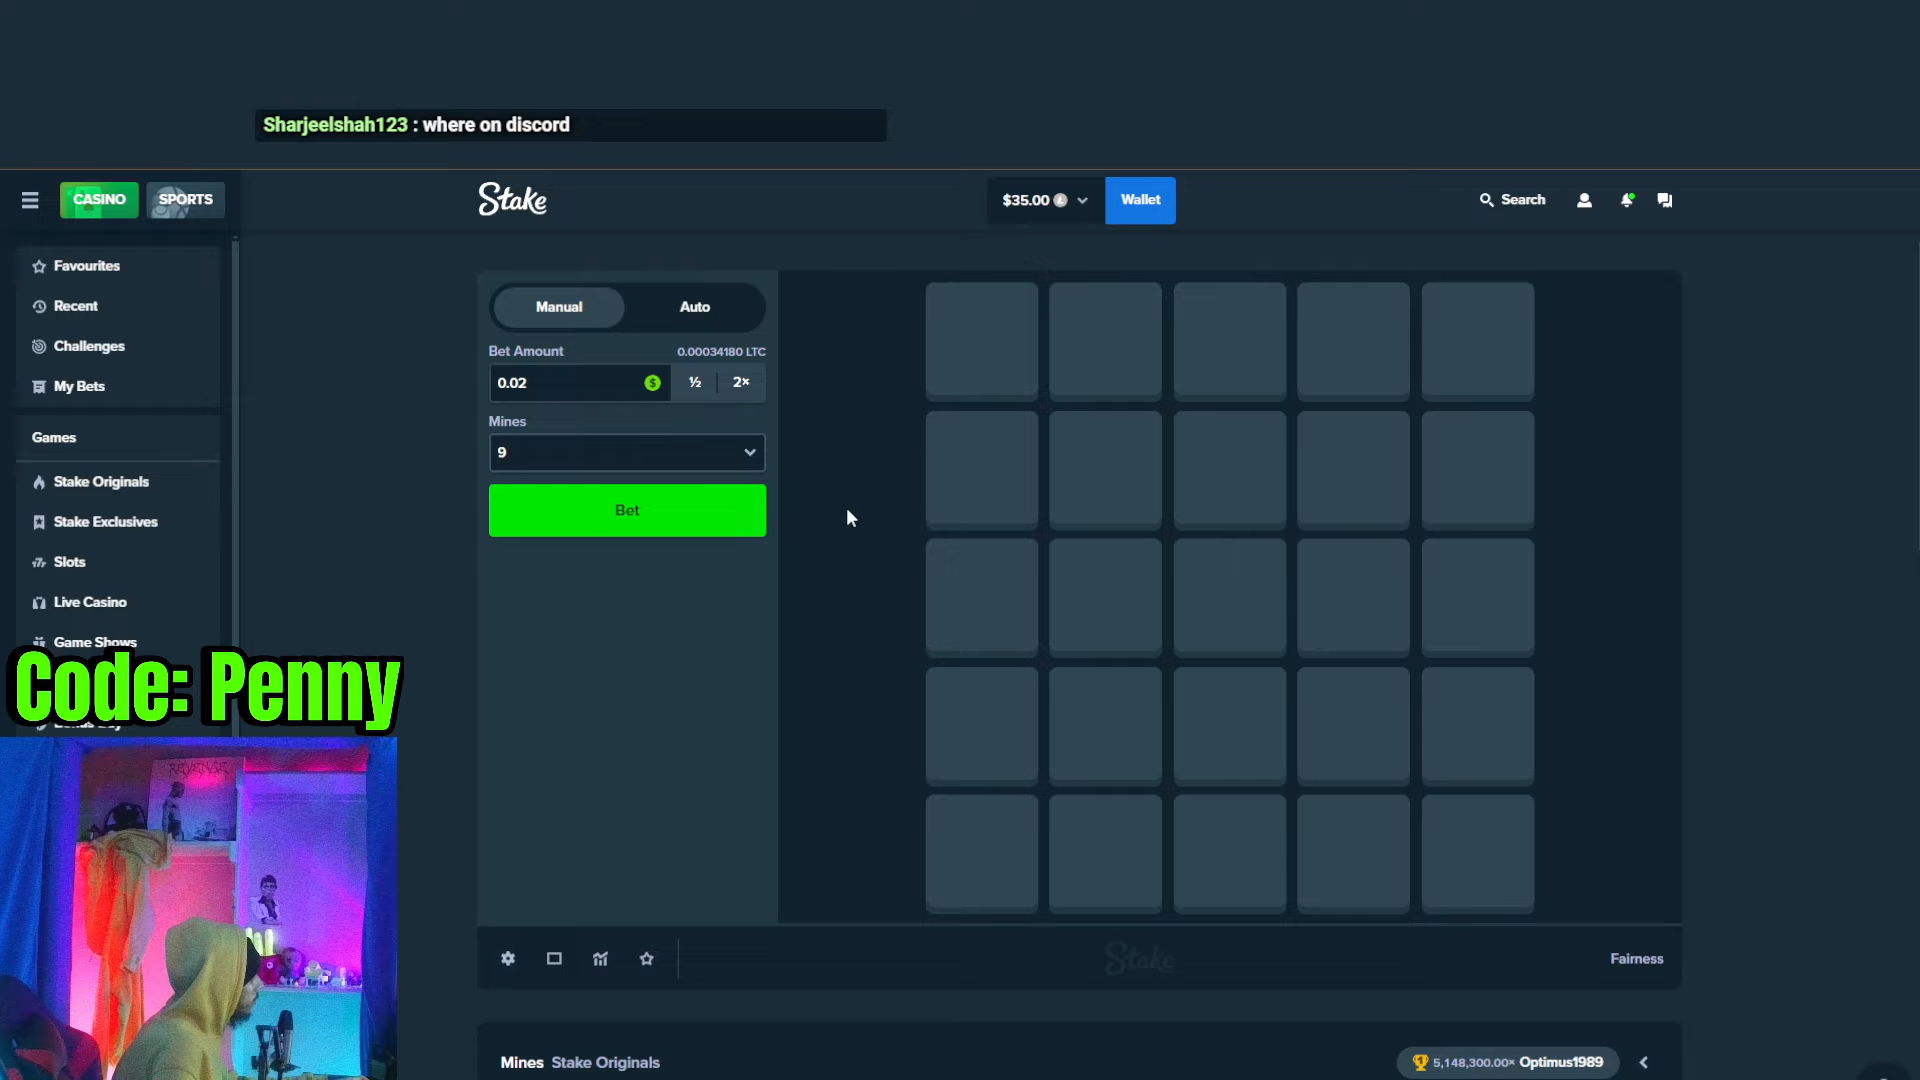 Sharjeelshah123 : where on discord
CASINO
SPORTS
Stake
$35.00
Wallet
Search
Favourites
Recent
Challenges
My Bets
Games
Stake Originals
Stake Exclusives
Slots
Live Casino
Game Shows
Code: Penny
Manual
Auto
Bet Amount
0.00034180 LTC
0.02
$
½
2×
Mines
9
Bet
REVENGE
Stake
Fairness
Mines Stake Originals
5,148,300.00× Optimus1989